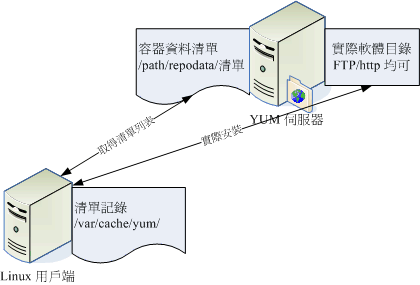 容器資料清單
/path/repodata/清單
實際軟體目錄
FTP/http 均可
YUM 伺服器
取得清單列表
實際安裝
清單記錄
/var/cache/yum/
Linux 用戶端